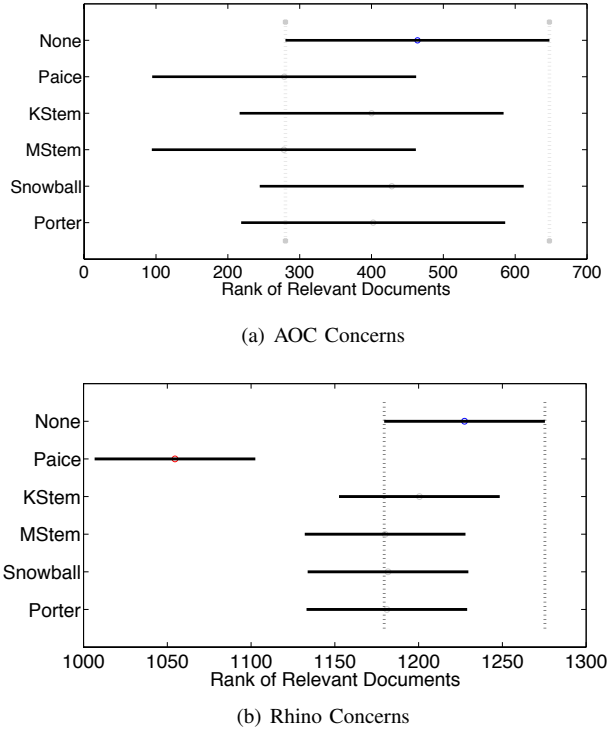 None
Paice
KStem
MStem
Snowball
Porter
0 100 200 300 400 500 600 700
Rank of Relevant Documents
(a) AOC Concerns
None
Paice
KStem
MStem
Snowball
Porter
1000 1050 1100 1150 1200 1250 1300
Rank of Relevant Documents
(b) Rhino Concerns